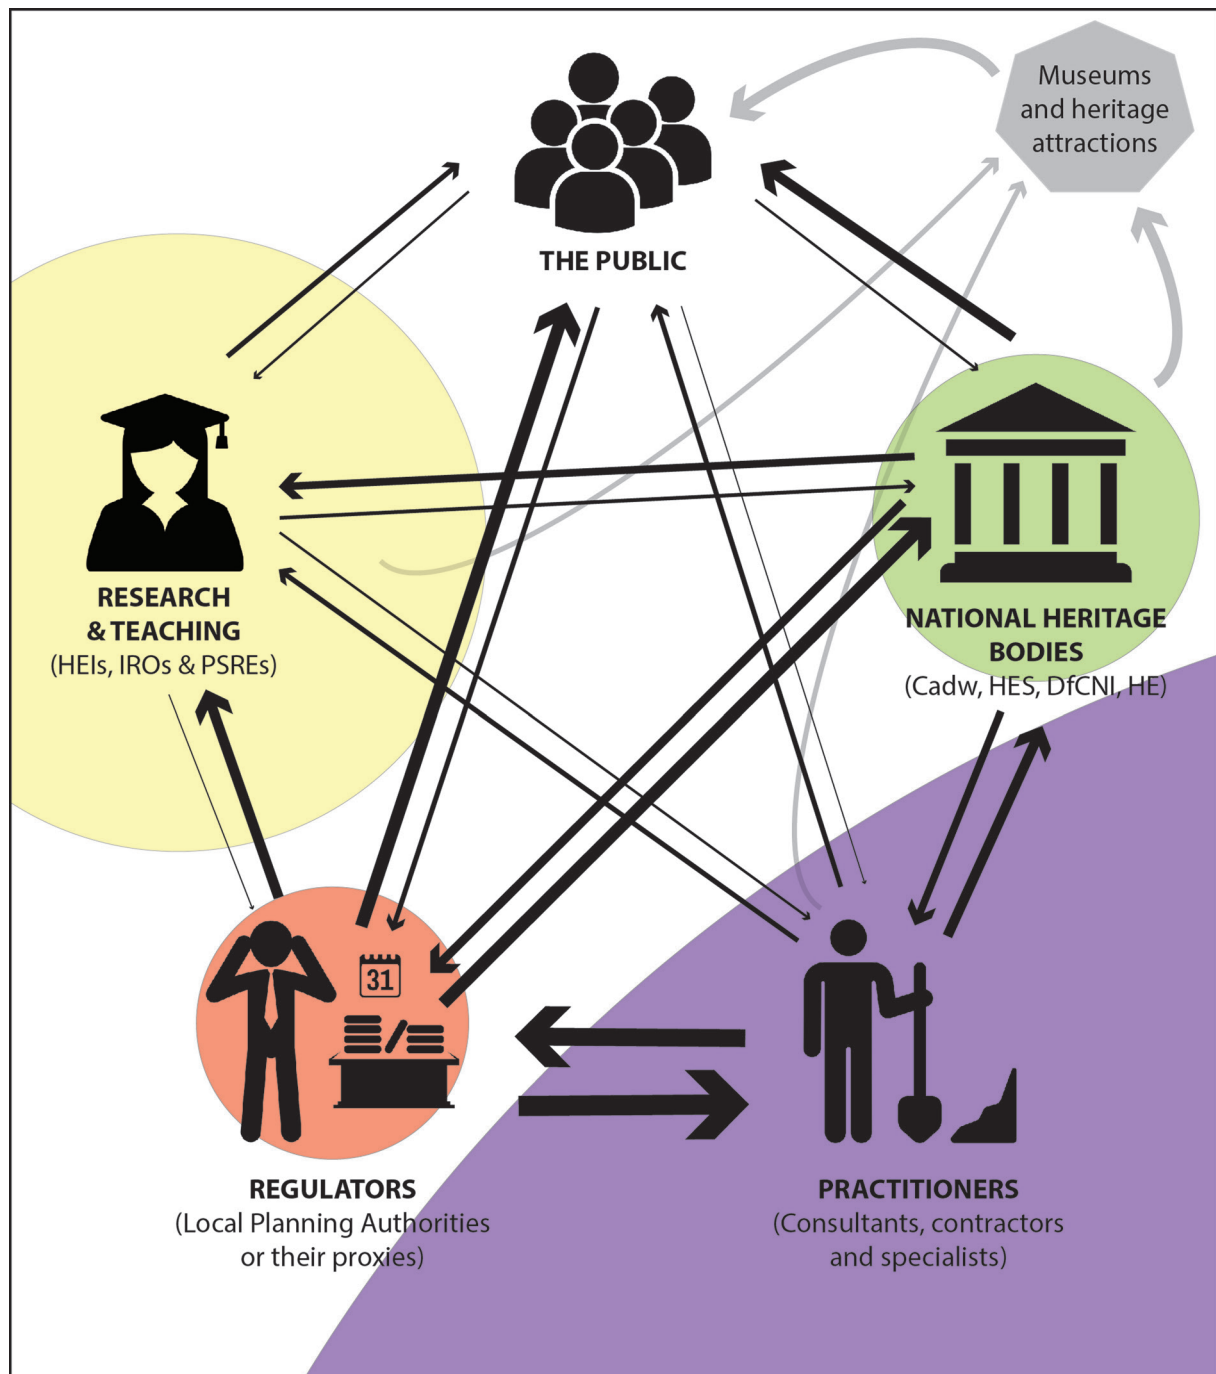 Museums
and heritage
attractions
THE PUBLIC
RESEARCH
& TEACHING
(HEIs, IROs & PSREs)
NATIONAL HERITAGE
BODIES
(Cadw, HES, DfCNI, HE)
31
REGULATORS
(Local Planning Authorities
or their proxies)
PRACTITIONERS
(Consultants, contractors
and specialists)